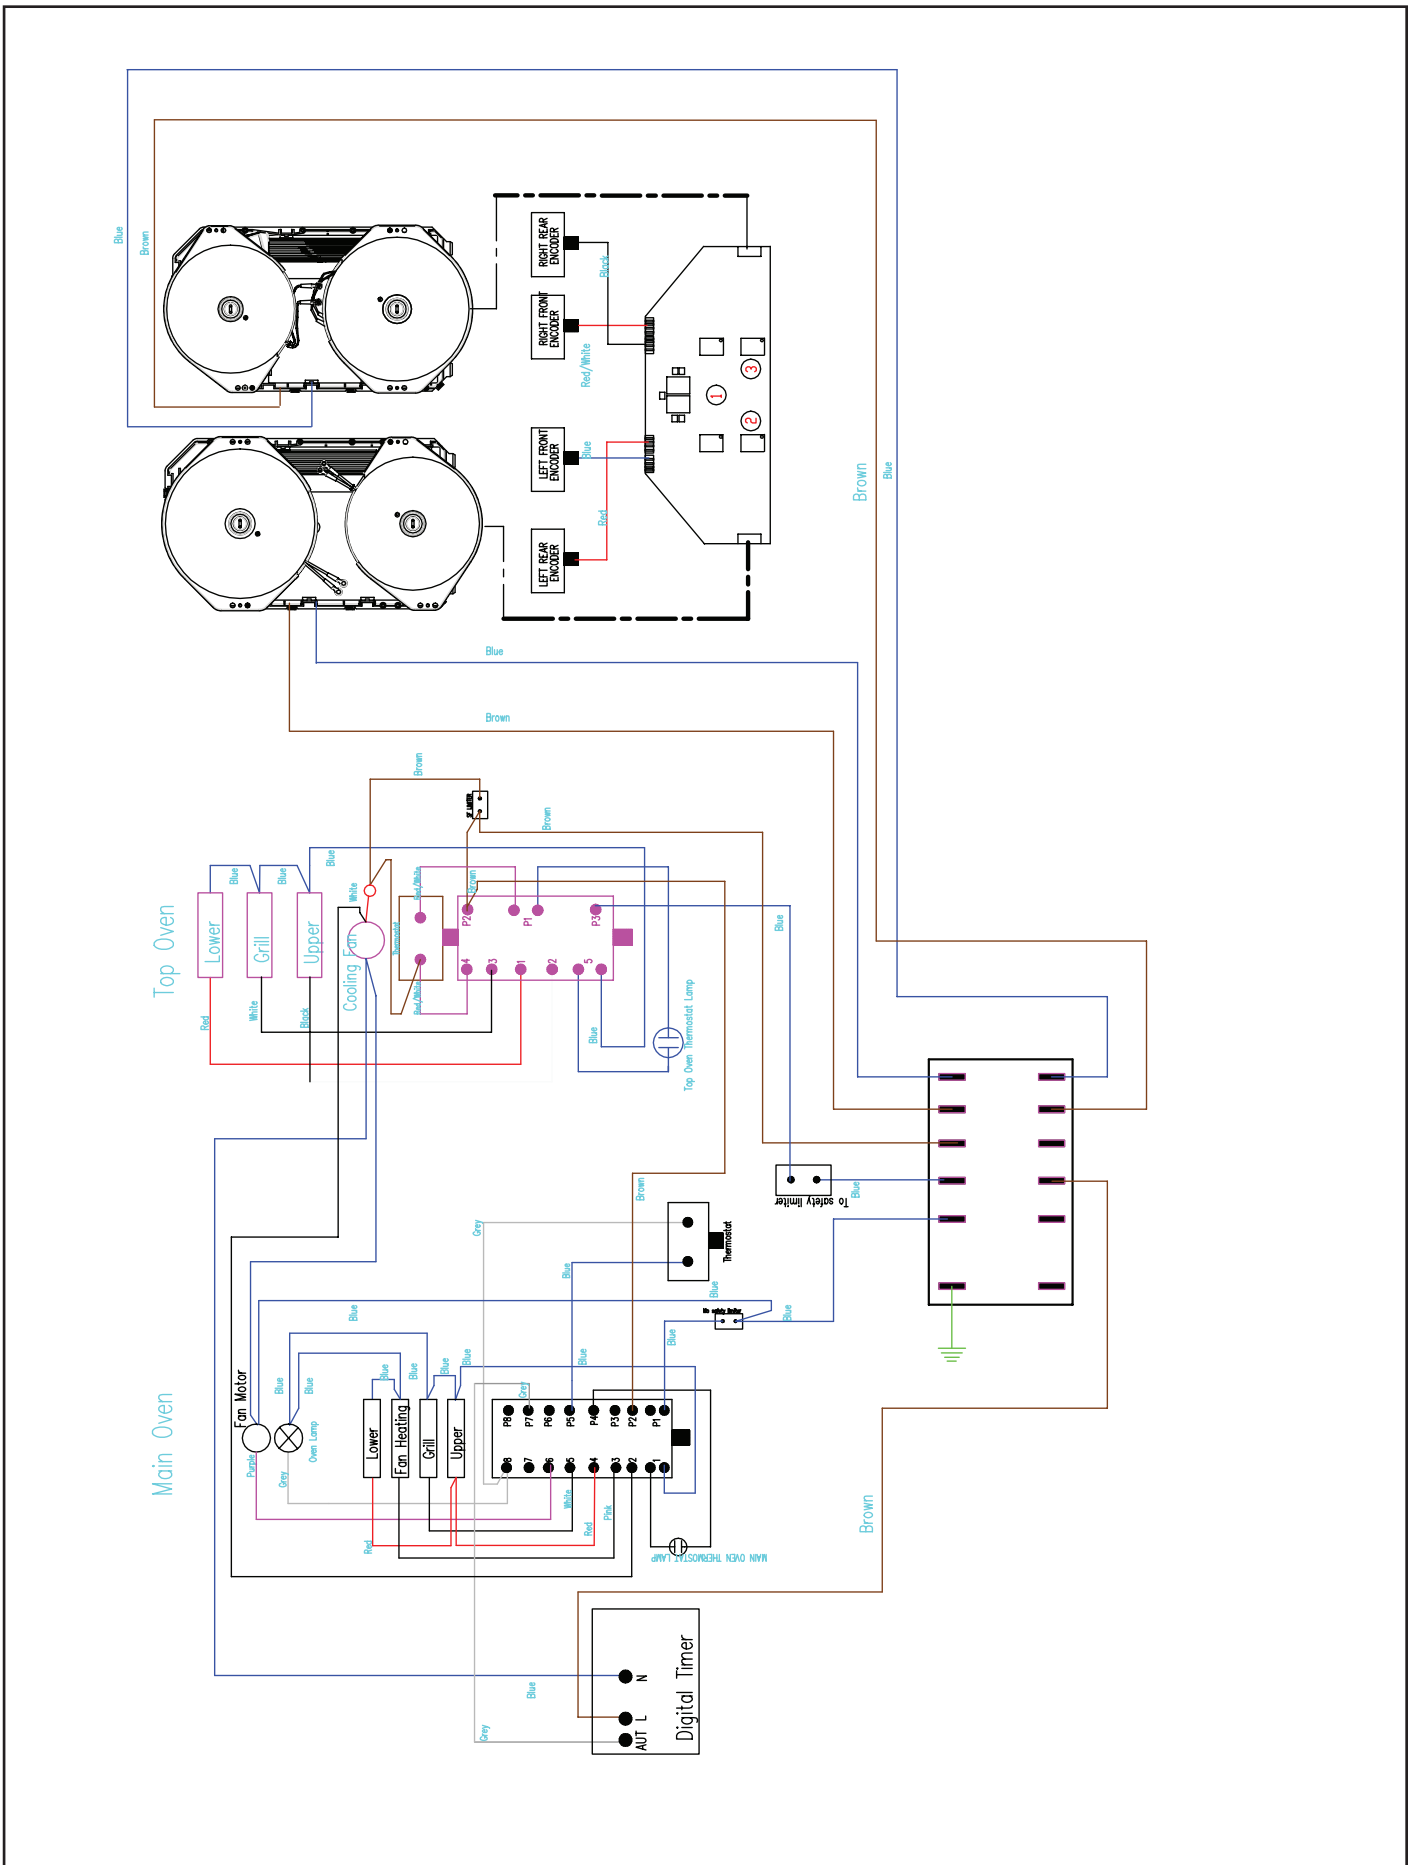 Blue
Brown
RIGHT REAR
ENCODER
Black
RIGHT FRONT
ENCODER
Red/White
LEFT FRONT
ENCODER
Blue
Red
LEFT REAR
ENCODER
1
2
3
Brown
Blue
Blue
Brown
Brown
Brown
Blue
Blue
Blue
Top Oven
Lower
Grill
Upper
White
Cooling Fan
Red/White
Thermostat
Red/White
Brown
P2
P1
P3
4
3
1
2
5
Blue
Red
White
Black
Blue
Top Oven Thermostat Lamp
To safety limiter
Blue
Brown
Grey
Thermostat
Blue
Blue
Blue
Blue
Blue
Blue
Main Oven
Fan Motor
Blue
Blue
Oven Lamp
Purple
Grey
Blue
Blue
Blue
Blue
Lower
Fan Heating
Grill
Upper
Grey
P8
P7
P6
P5
P4
P3
P2
P1
8
7
6
5
4
3
2
1
Red
White
Red
Pink
MAIN OVEN THERMOSTAT LAMP
Brown
Blue
Grey
N
L
AUT
Digital Timer